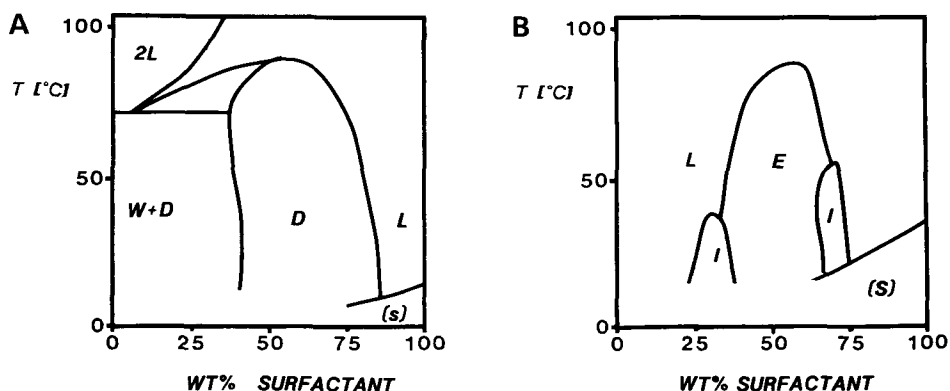 A
100
2L
T [°C]
50
W+D
D
L
(s)
0
0
25
50
75
100
WT% SURFACTANT
B
100
T [°C]
L
E
50
I
I
(S)
0
0
25
50
75
100
WT% SURFACTANT